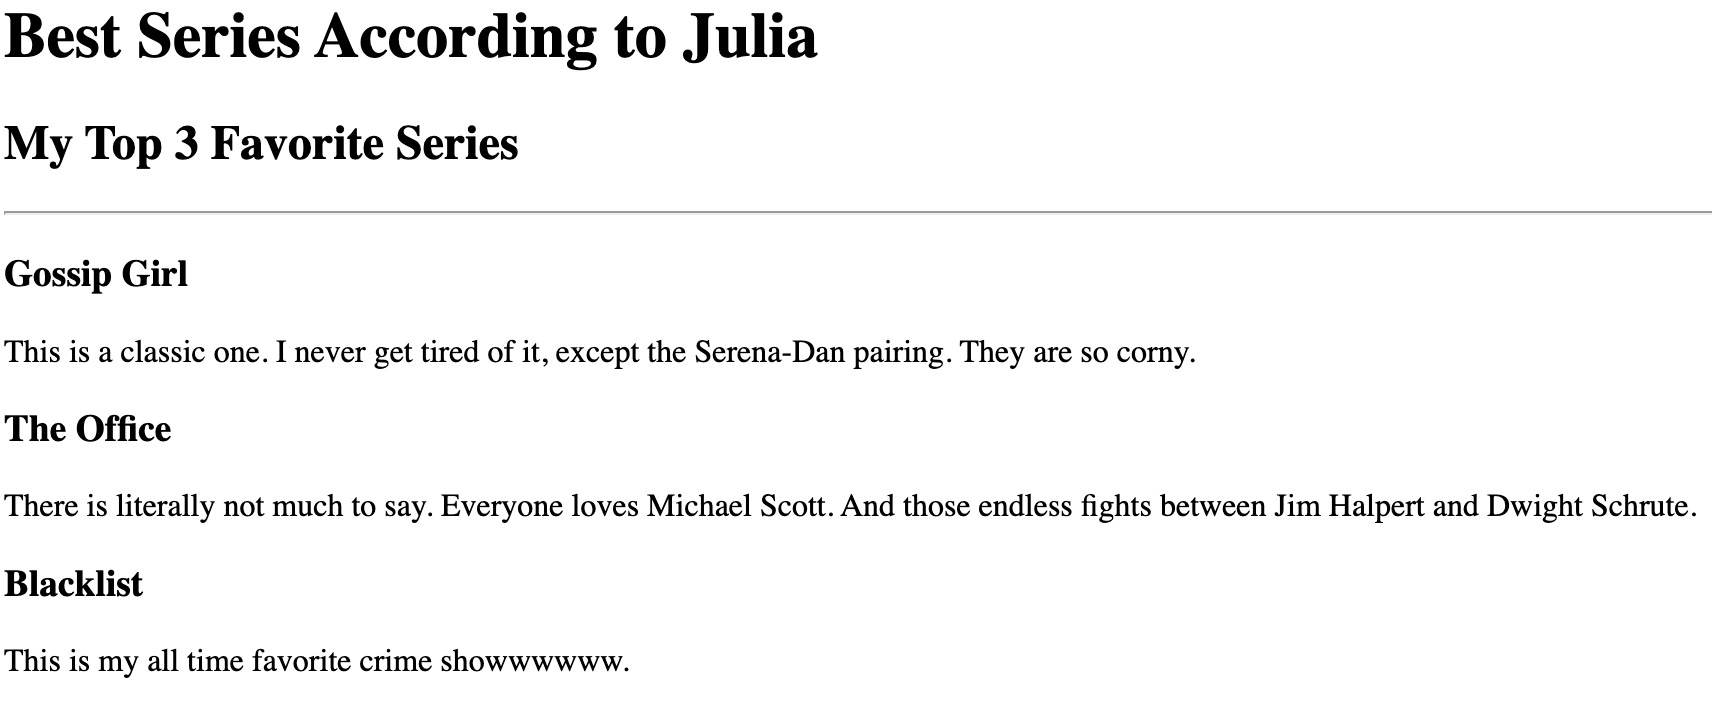 Best Series According to Julia
My Top 3 Favorite Series
Gossip Girl
This is a classic one. I never get tired of it, except the Serena-Dan pairing. They are so corny.
The Office
There is literally not much to say. Everyone loves Michael Scott. And those endless fights between Jim Halpert and Dwight Schrute.
Blacklist
This is my all time favorite crime showwwwww.